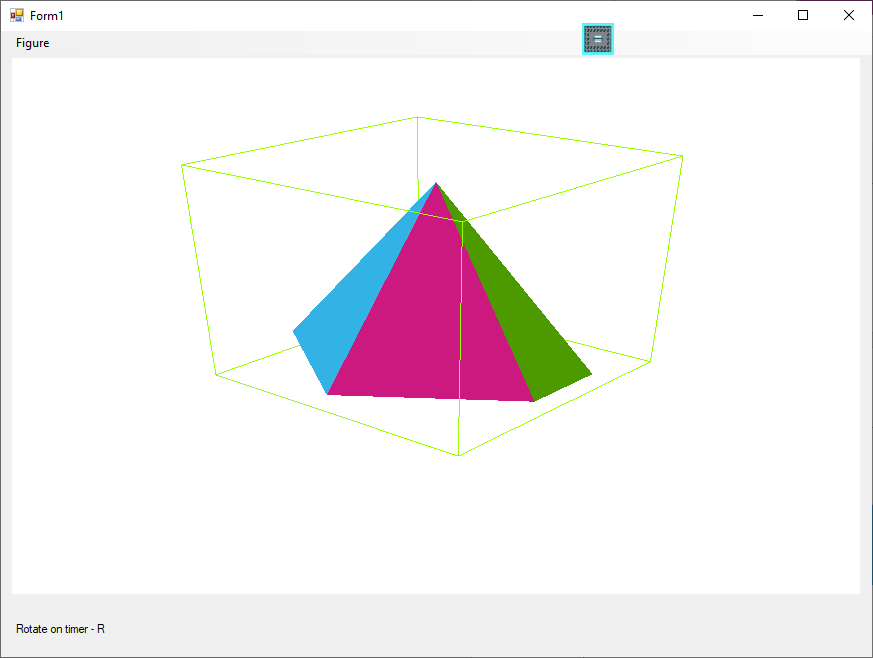 Form1
Figure
Rotate on timer - R